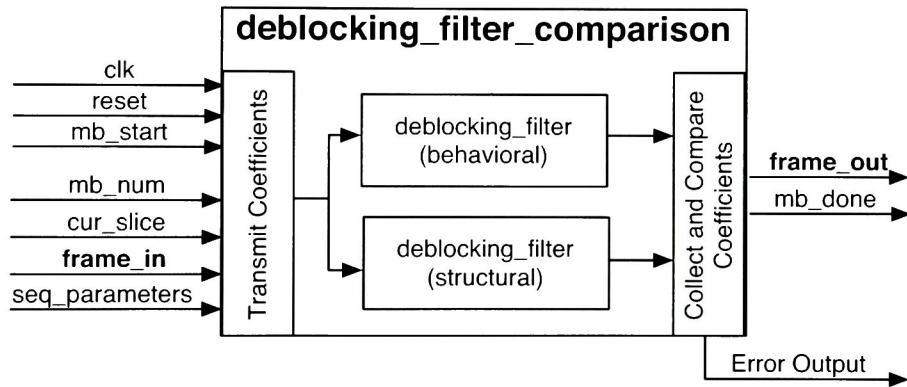 deblocking_filter_comparison
clk
reset
mb_start
mb_num
cur_slice
frame_in
seq_parameters
Transmit Coefficients
deblocking_filter
(behavioral)
deblocking_filter
(structural)
Collect and Compare
Coefficients
frame_out
mb_done
Error Output